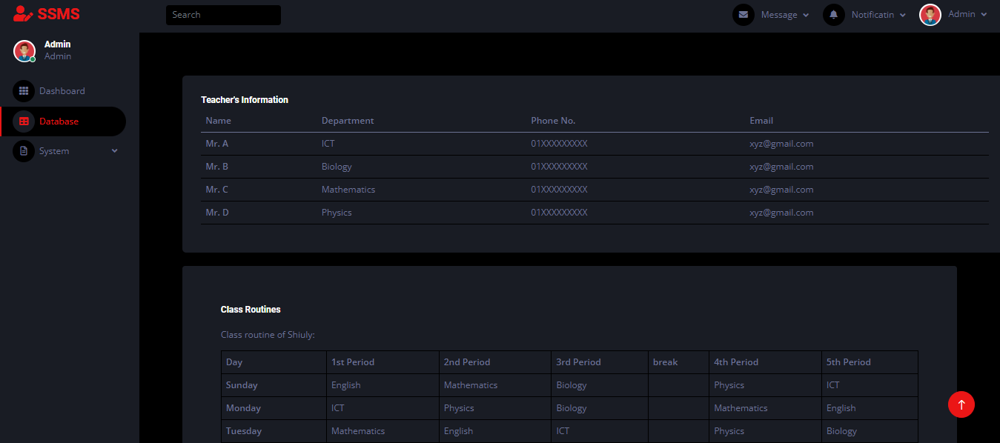 SSMS
Search
Message
Notificatin
Admin
Admin
Admin
Dashboard
Database
System
Teacher's Information
Name Department Phone No. Email
Mr. A ICT 01XXXXXXXXX xyz@gmail.com
Mr. B Biology 01XXXXXXXXX xyz@gmail.com
Mr. C Mathematics 01XXXXXXXXX xyz@gmail.com
Mr. D Physics 01XXXXXXXXX xyz@gmail.com
Class Routines
Class routine of Shiuly:
Day 1st Period 2nd Period 3rd Period break 4th Period 5th Period
Sunday English Mathematics Biology Physics ICT
Monday ICT Physics Biology Mathematics English
Tuesday Mathematics English ICT Physics Biology